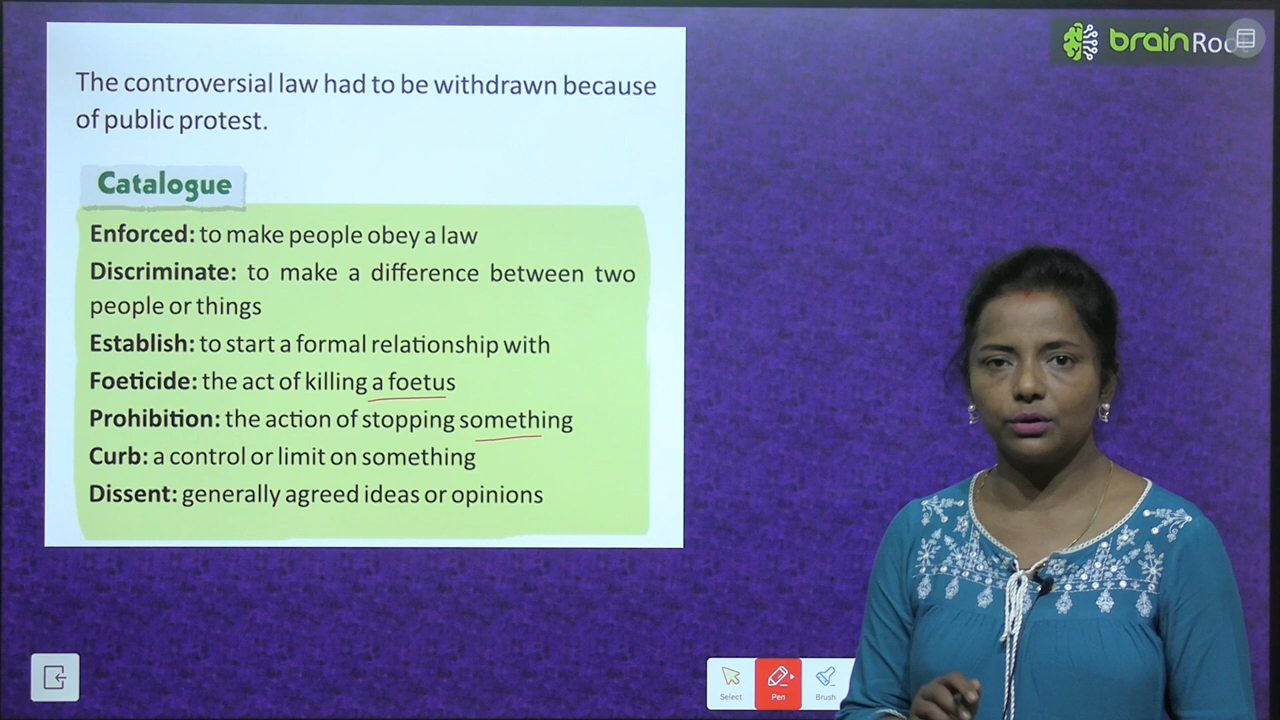 The controversial law had to be withdrawn because
of public protest.
Catalogue
Enforced: to make people obey a law
Discriminate: to make a difference between two
people or things
Establish: to start a formal relationship with
Foeticide: the act of killing a foetus
Prohibition: the action of stopping something
Curb: a control or limit on something
Dissent: generally agreed ideas or opinions
brain
Select Pen Brush